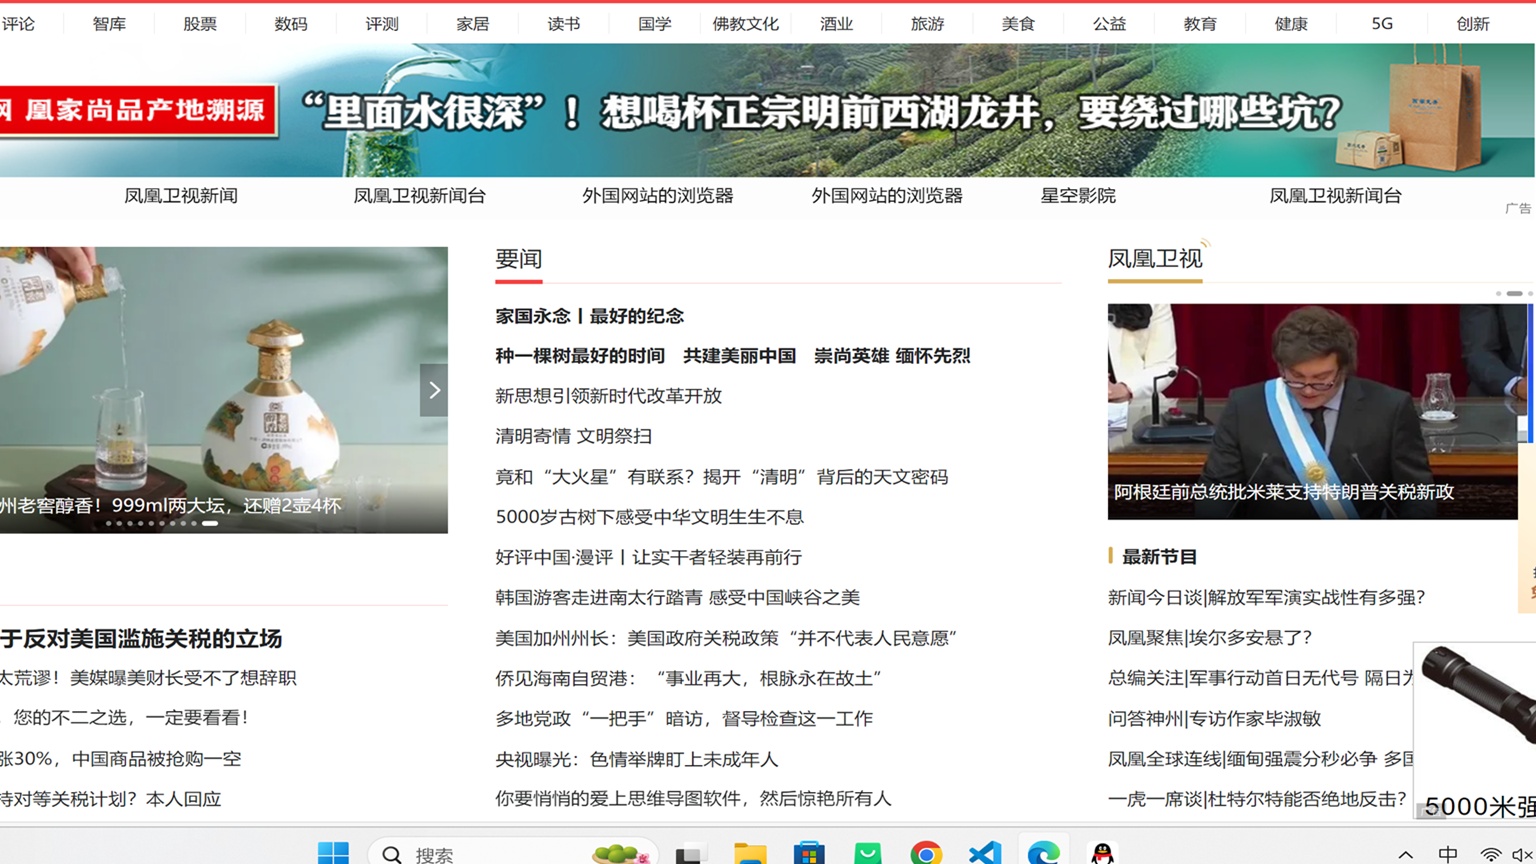 评论 智库 股票 数码 评测 家居 读书 国学 佛教文化 酒业 旅游 美食 公益 教育 健康 5G 创新
网 凰家尚品产地溯源 “里面水很深”！想喝杯正宗明前西湖龙井，要绕过哪些坑？
凤凰卫视新闻 凤凰卫视新闻台 外国网站的浏览器 外国网站的浏览器 星空影院 凤凰卫视新闻台
广告
州老窖醇香！999ml两大坛，还赠2壶4杯
于反对美国滥施关税的立场
太荒谬！美媒曝美财长受不了想辞职
您的不二之选，一定要看看！
张30%，中国商品被抢购一空
持对等关税计划？本人回应
要闻
家国永念丨最好的纪念
种一棵树最好的时间 共建美丽中国 崇尚英雄 缅怀先烈
新思想引领新时代改革开放
清明寄情 文明祭扫
竟和“大火星”有联系？揭开“清明”背后的天文密码
5000岁古树下感受中华文明生生不息
好评中国·漫评丨让实干者轻装再前行
韩国游客走进南太行踏青 感受中国峡谷之美
美国加州州长：美国政府关税政策“并不代表人民意愿”
侨见海南自贸港：“事业再大，根脉永在故土”
多地党政“一把手”暗访，督导检查这一工作
央视曝光：色情举牌盯上未成年人
你要悄悄的爱上思维导图软件，然后惊艳所有人
凤凰卫视
阿根廷前总统批米莱支持特朗普关税新政
最新节目
新闻今日谈|解放军军演实战性有多强？
凤凰聚焦|埃尔多安悬了？
总编关注|军事行动首日无代号 隔日为
问答神州|专访作家毕淑敏
凤凰全球连线|缅甸强震分秒必争 多国
一虎一席谈|杜特尔特能否绝地反击？
5000米强
搜索
中